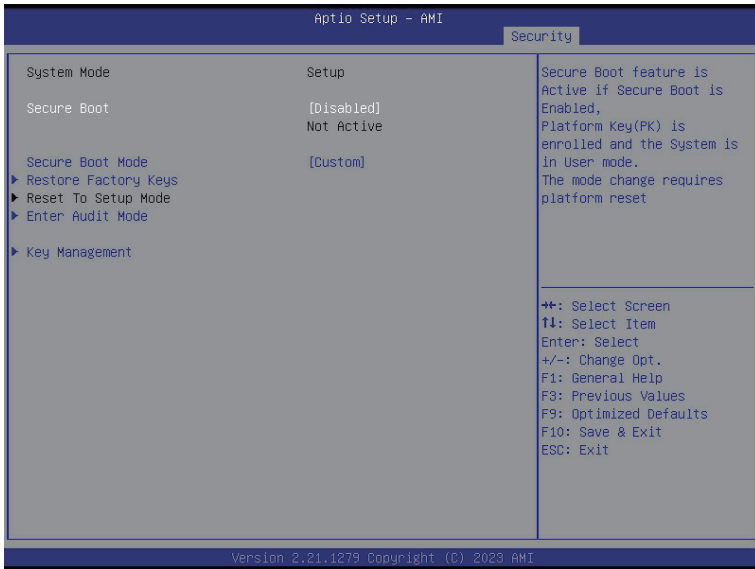 Aptio Setup – AMI
Security
System Mode Setup
Secure Boot [Disabled]
Not Active
Secure Boot Mode [Custom]
Restore Factory Keys
Reset To Setup Mode
Enter Audit Mode
Key Management
Secure Boot feature is
Active if Secure Boot is
Enabled,
Platform Key(PK) is
enrolled and the System is
in User mode.
The mode change requires
platform reset
→←: Select Screen
↑↓: Select Item
Enter: Select
+/-: Change Opt.
F1: General Help
F3: Previous Values
F9: Optimized Defaults
F10: Save & Exit
ESC: Exit
Version 2.21.1279 Copyright (C) 2023 AMI